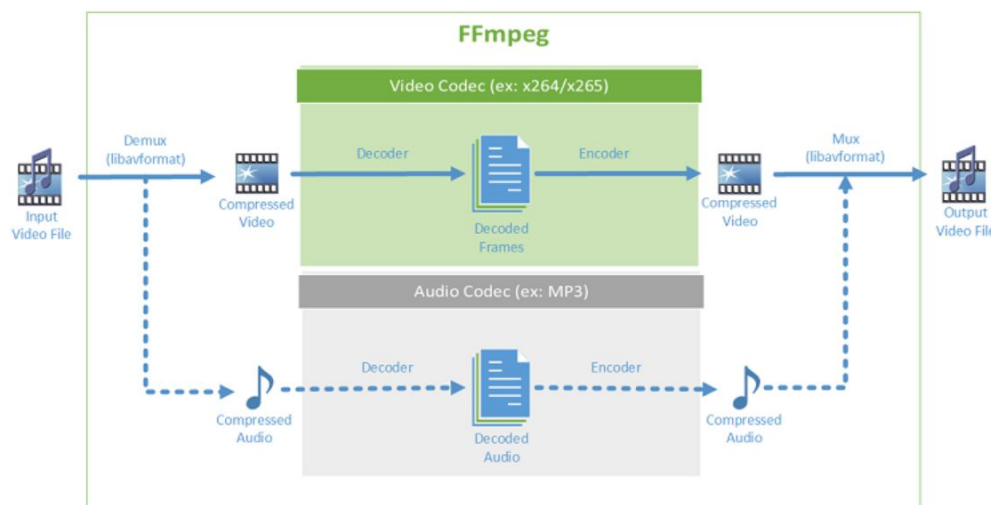 FFmpeg
Video Codec (ex: x264/x265)
Demux
(libavformat)
Decoder
Encoder
Mux
(libavformat)
Input
Video File
Compressed
Video
Decoded
Frames
Compressed
Video
Output
Video File
Audio Codec (ex: MP3)
Decoder
Encoder
Compressed
Audio
Decoded
Audio
Compressed
Audio